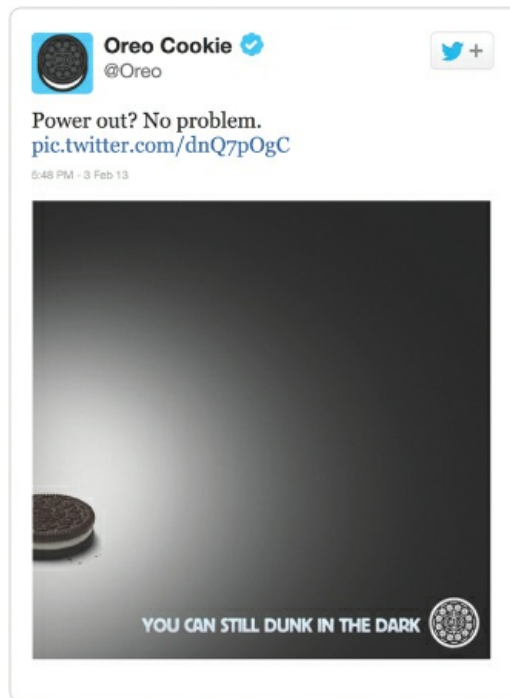 Oreo Cookie
@Oreo
+
Power out? No problem.
pic.twitter.com/dnQ7pOgC
5:48 PM - 3 Feb 13
YOU CAN STILL DUNK IN THE DARK